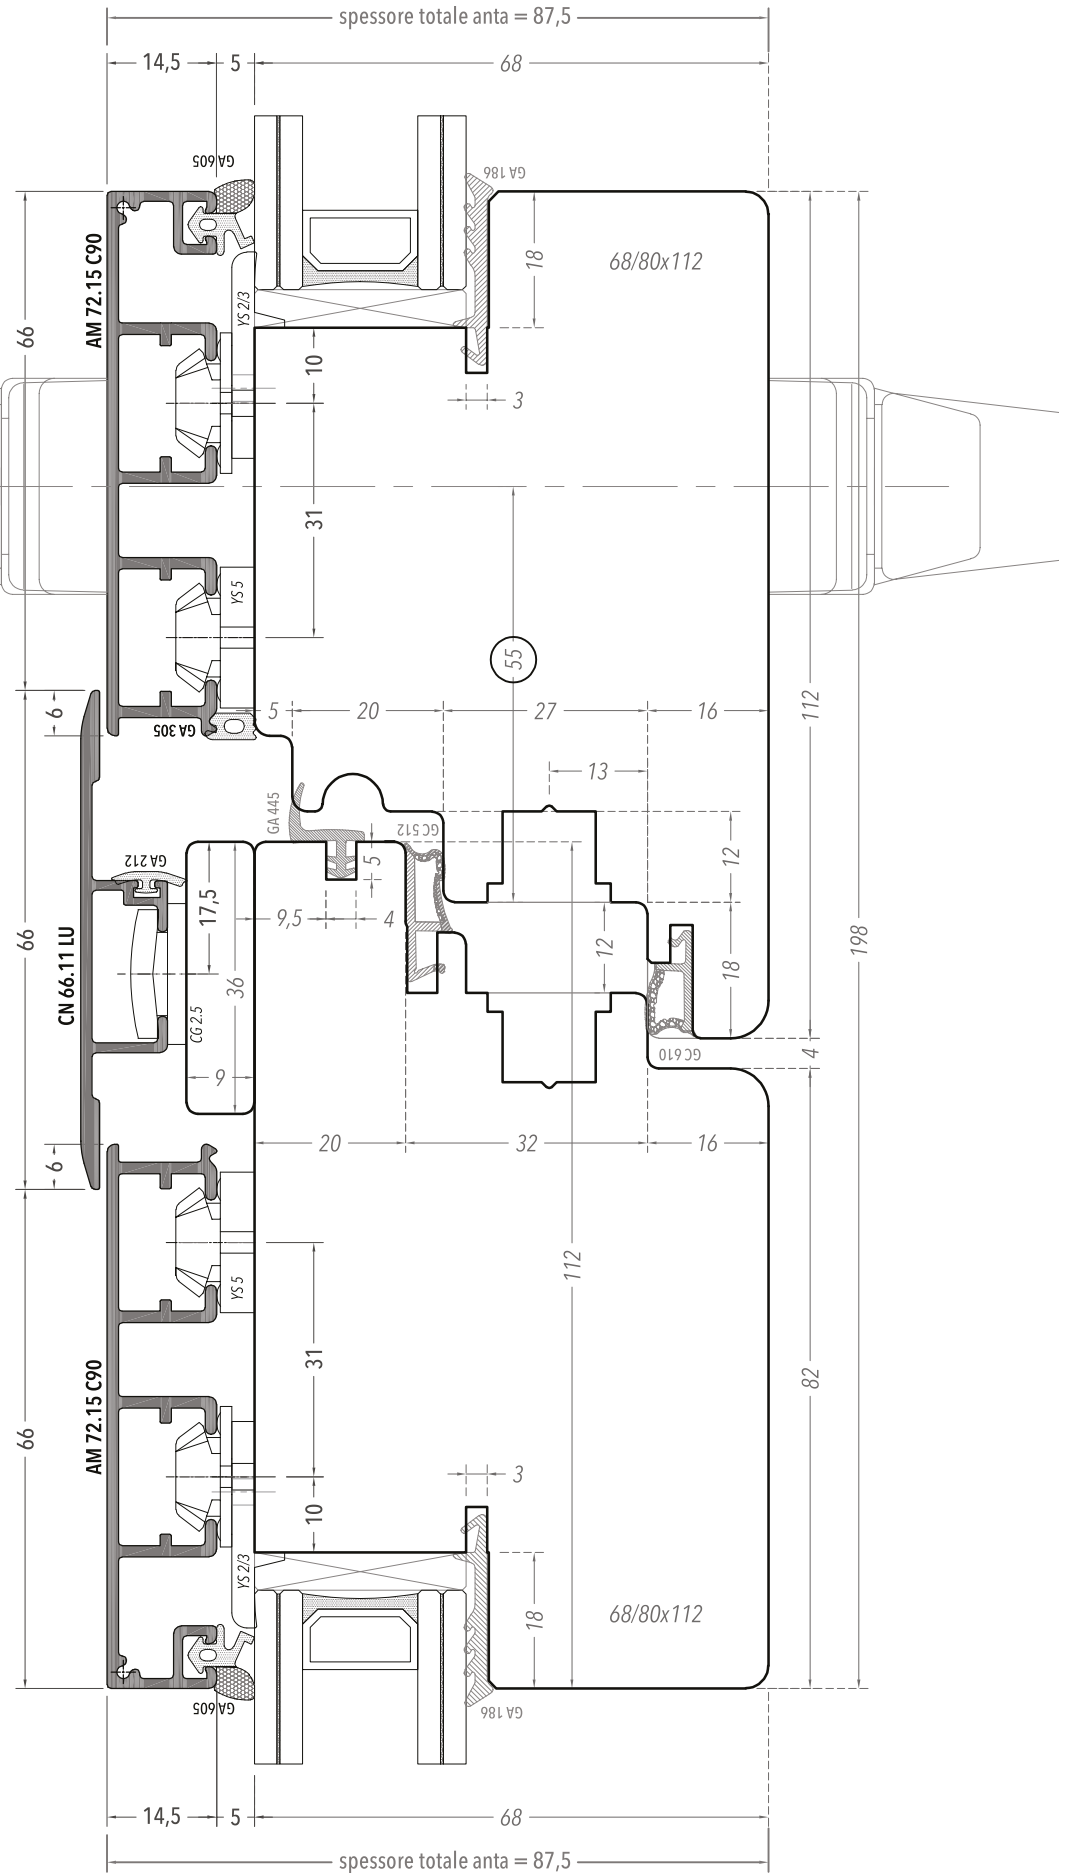 spessore totale anta = 87,5
14,5
5
68
GA 605
GA 186
AM 72.15 C90
YS 2/3
18
68/80x112
66
10
3
31
YS 5
55
6
GA 305
5
20
27
16
112
13
GA 445
GC 512
5
12
GA 212
17,5
9,5
4
66
CN 66.11 LU
36
12
18
198
CG 2.5
GC 610
4
9
20
32
16
6
YS 5
112
31
82
AM 72.15 C90
66
3
10
YS 2/3
18
68/80x112
GA 605
GA 186
14,5
5
68
spessore totale anta = 87,5